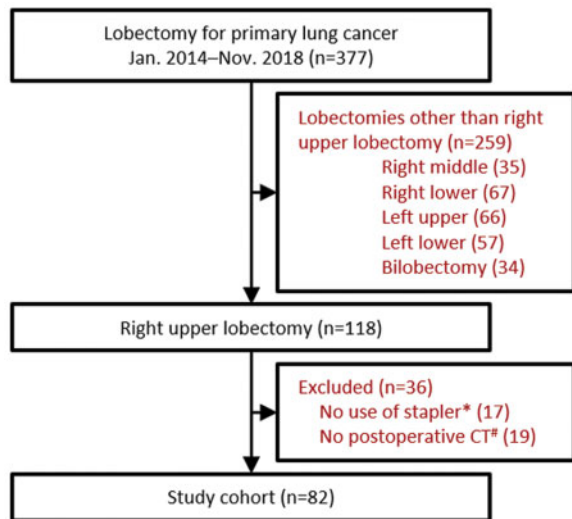 Lobectomy for primary lung cancer
Jan. 2014–Nov. 2018 (n=377)
Lobectomies other than right
upper lobectomy (n=259)
Right middle (35)
Right lower (67)
Left upper (66)
Left lower (57)
Bilobectomy (34)
Right upper lobectomy (n=118)
Excluded (n=36)
No use of stapler* (17)
No postoperative CT# (19)
Study cohort (n=82)